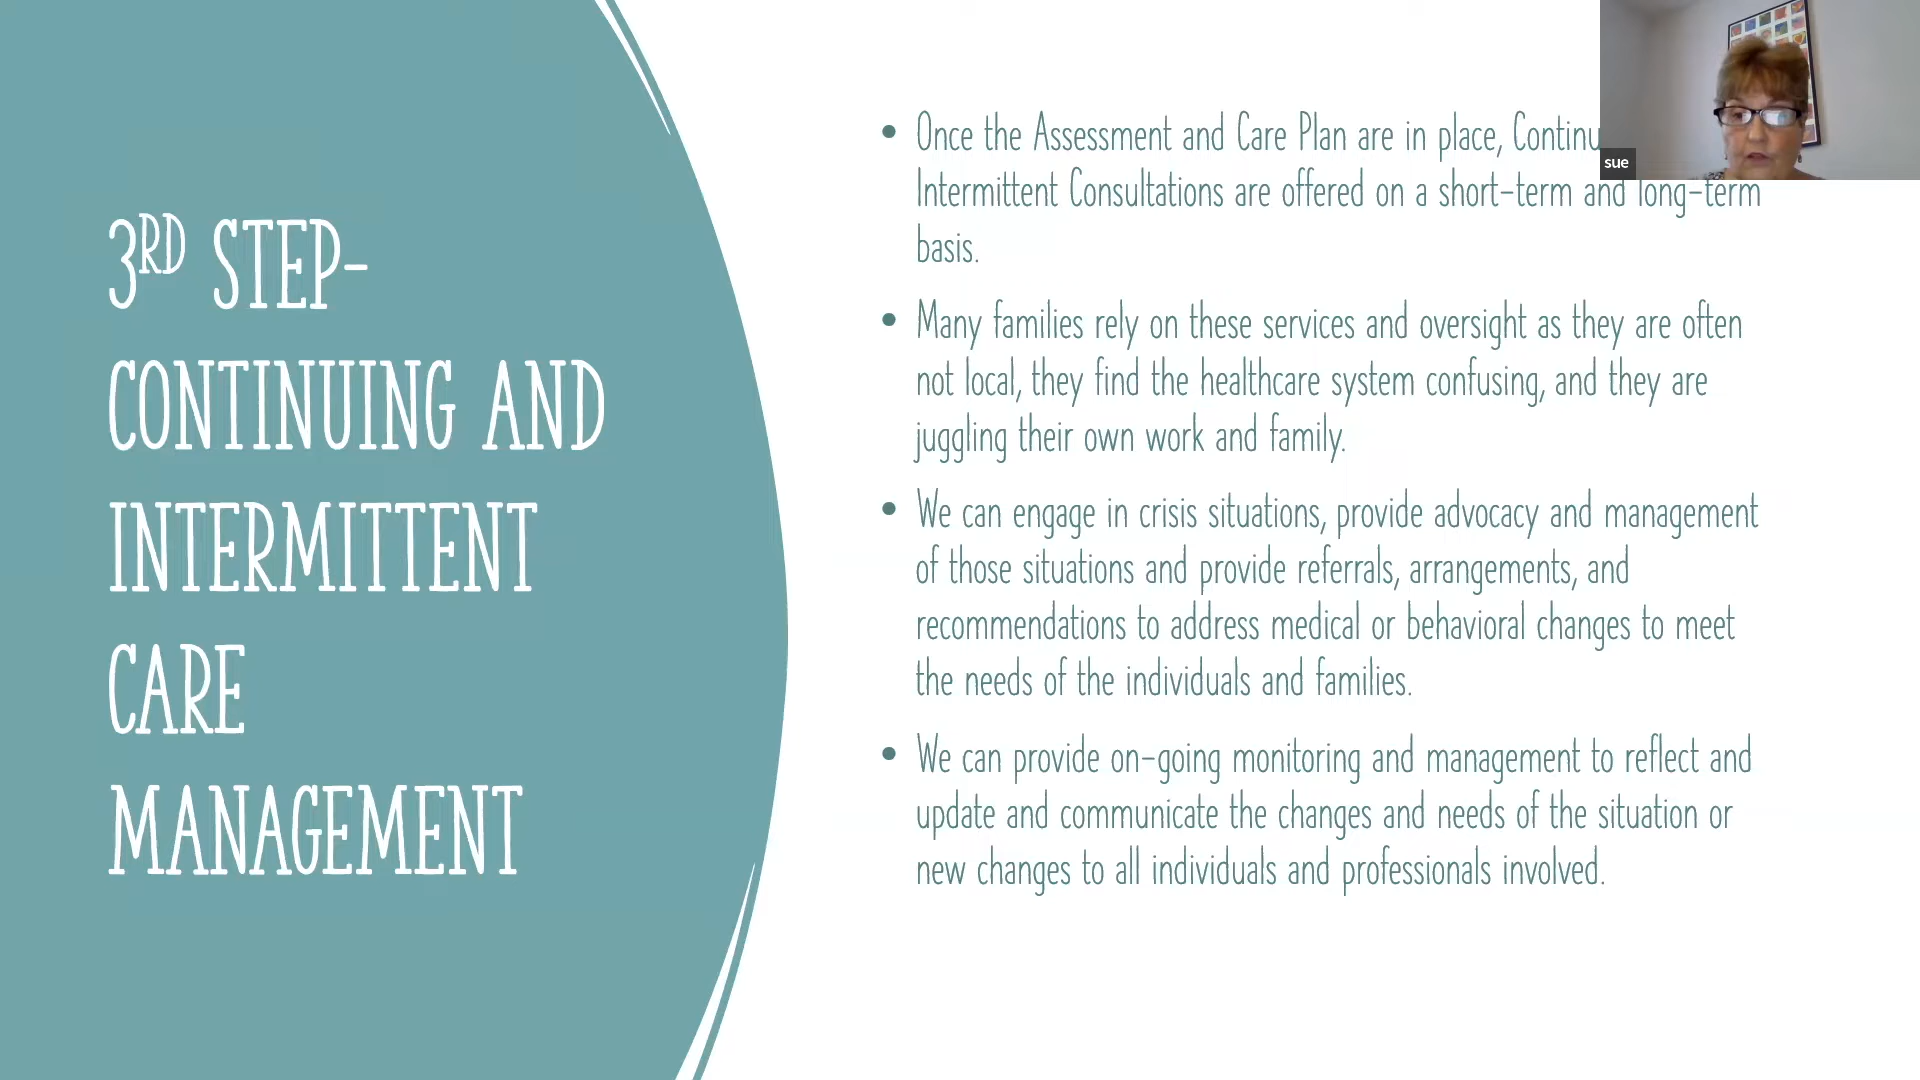 3RD STEP-
CONTINUING AND
INTERMITTENT
CARE
MANAGEMENT
• Once the Assessment and Care Plan are in place,
Intermittent Consultations are offered on a short-term and long-term
basis.
• Many families rely on these services and oversight as they are often
not local, they find the healthcare system confusing, and they are
juggling their own work and family.
• We can engage in crisis situations, provide advocacy and management
of those situations and provide referrals, arrangements, and
recommendations to address medical or behavioral changes to meet
the needs of the individuals and families.
• We can provide on-going monitoring and management to reflect and
update and communicate the changes and needs of the situation or
new changes to all individuals and professionals involved.
sue